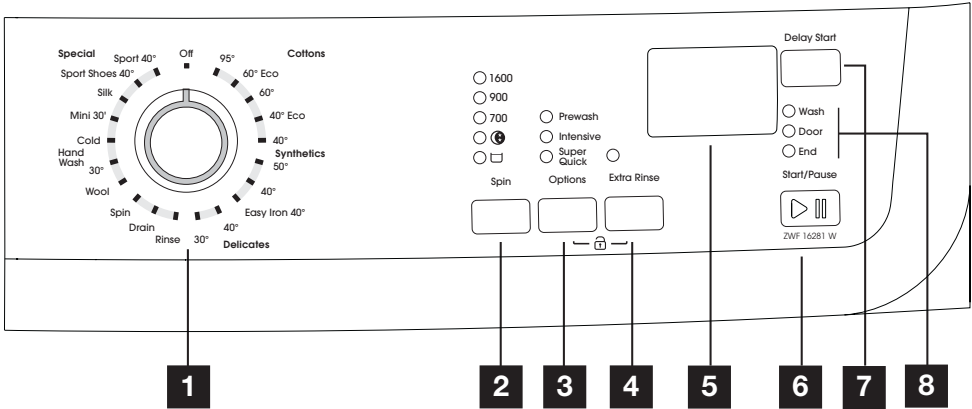 Delay Start
Special
Sport 40°
Off
95°
Cottons
Sport Shoes 40°
60° Eco
Silk
60°
Mini 30'
40° Eco
Cold
40°
Hand
Wash
30°
Synthetics
50°
Wool
40°
Spin
Easy Iron 40°
Drain
40°
Rinse
30°
Delicates
1600
900
700
Prewash
Intensive
Super
Quick
Spin
Options
Extra Rinse
Wash
Door
End
Start/Pause
ZWF 16281 W
1
2
3
4
5
6
7
8